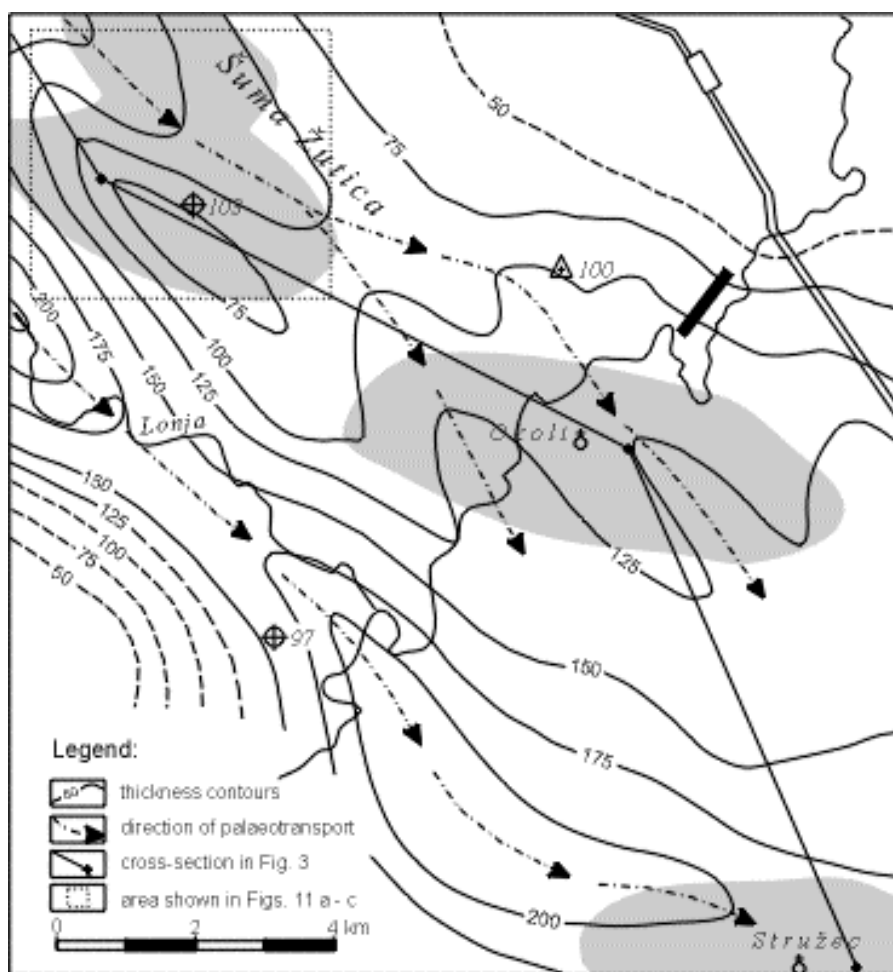 Šuma Žutica
50
75
103
100
75
200
175
150
125
100
Lonja
Okoli
125
150
125
100
75
50
97
150
175
200
Legend:
60 thickness contours
direction of palaeotransport
cross-section in Fig. 3
area shown in Figs. 11 a - c
0 2 4 km
Stružec